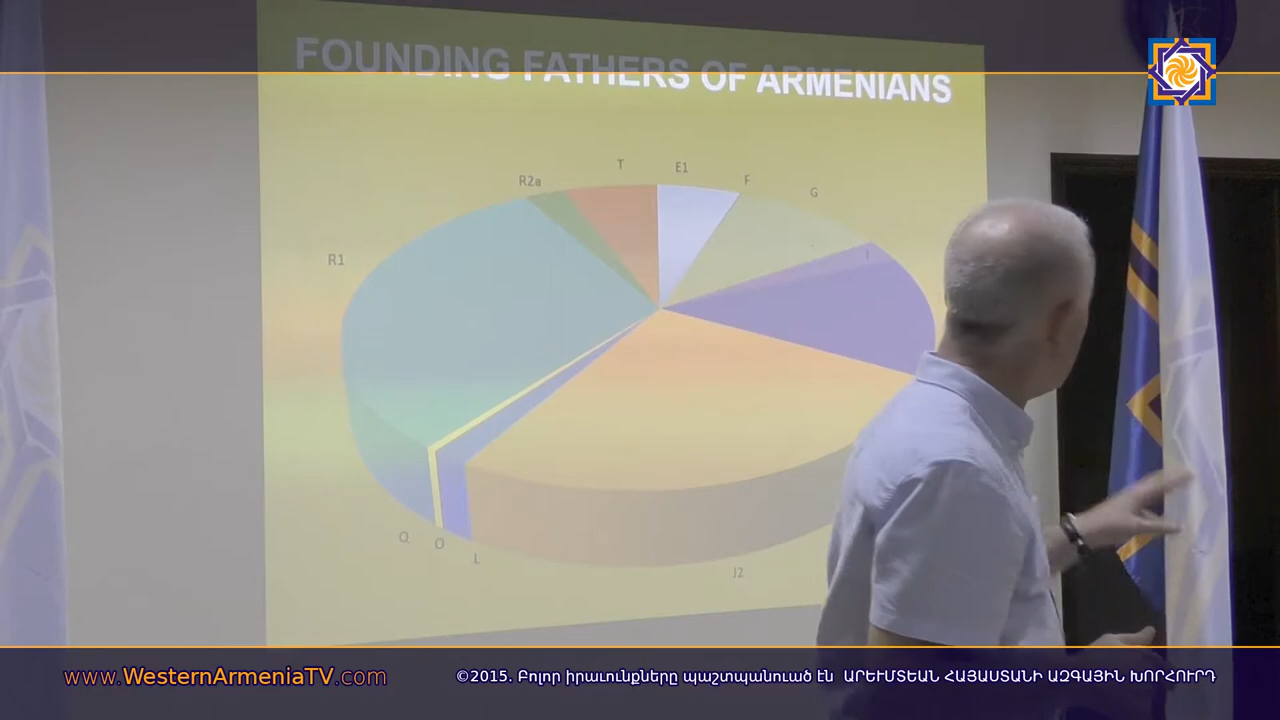 FOUNDING FATHERS OF ARMENIANS
T
E1
F
G
I
R2a
R1
Q
O
L
J2
www.WesternArmeniaTV.com
©2015. Բոլոր իրաւունքները պաշտպանուած էն ԱՐԵՒՄՏԵԱՆ ՀԱՅԱՍՏԱՆԻ ԱԶԳԱՅԻՆ ԽՈՐՀՈՒՐԴ